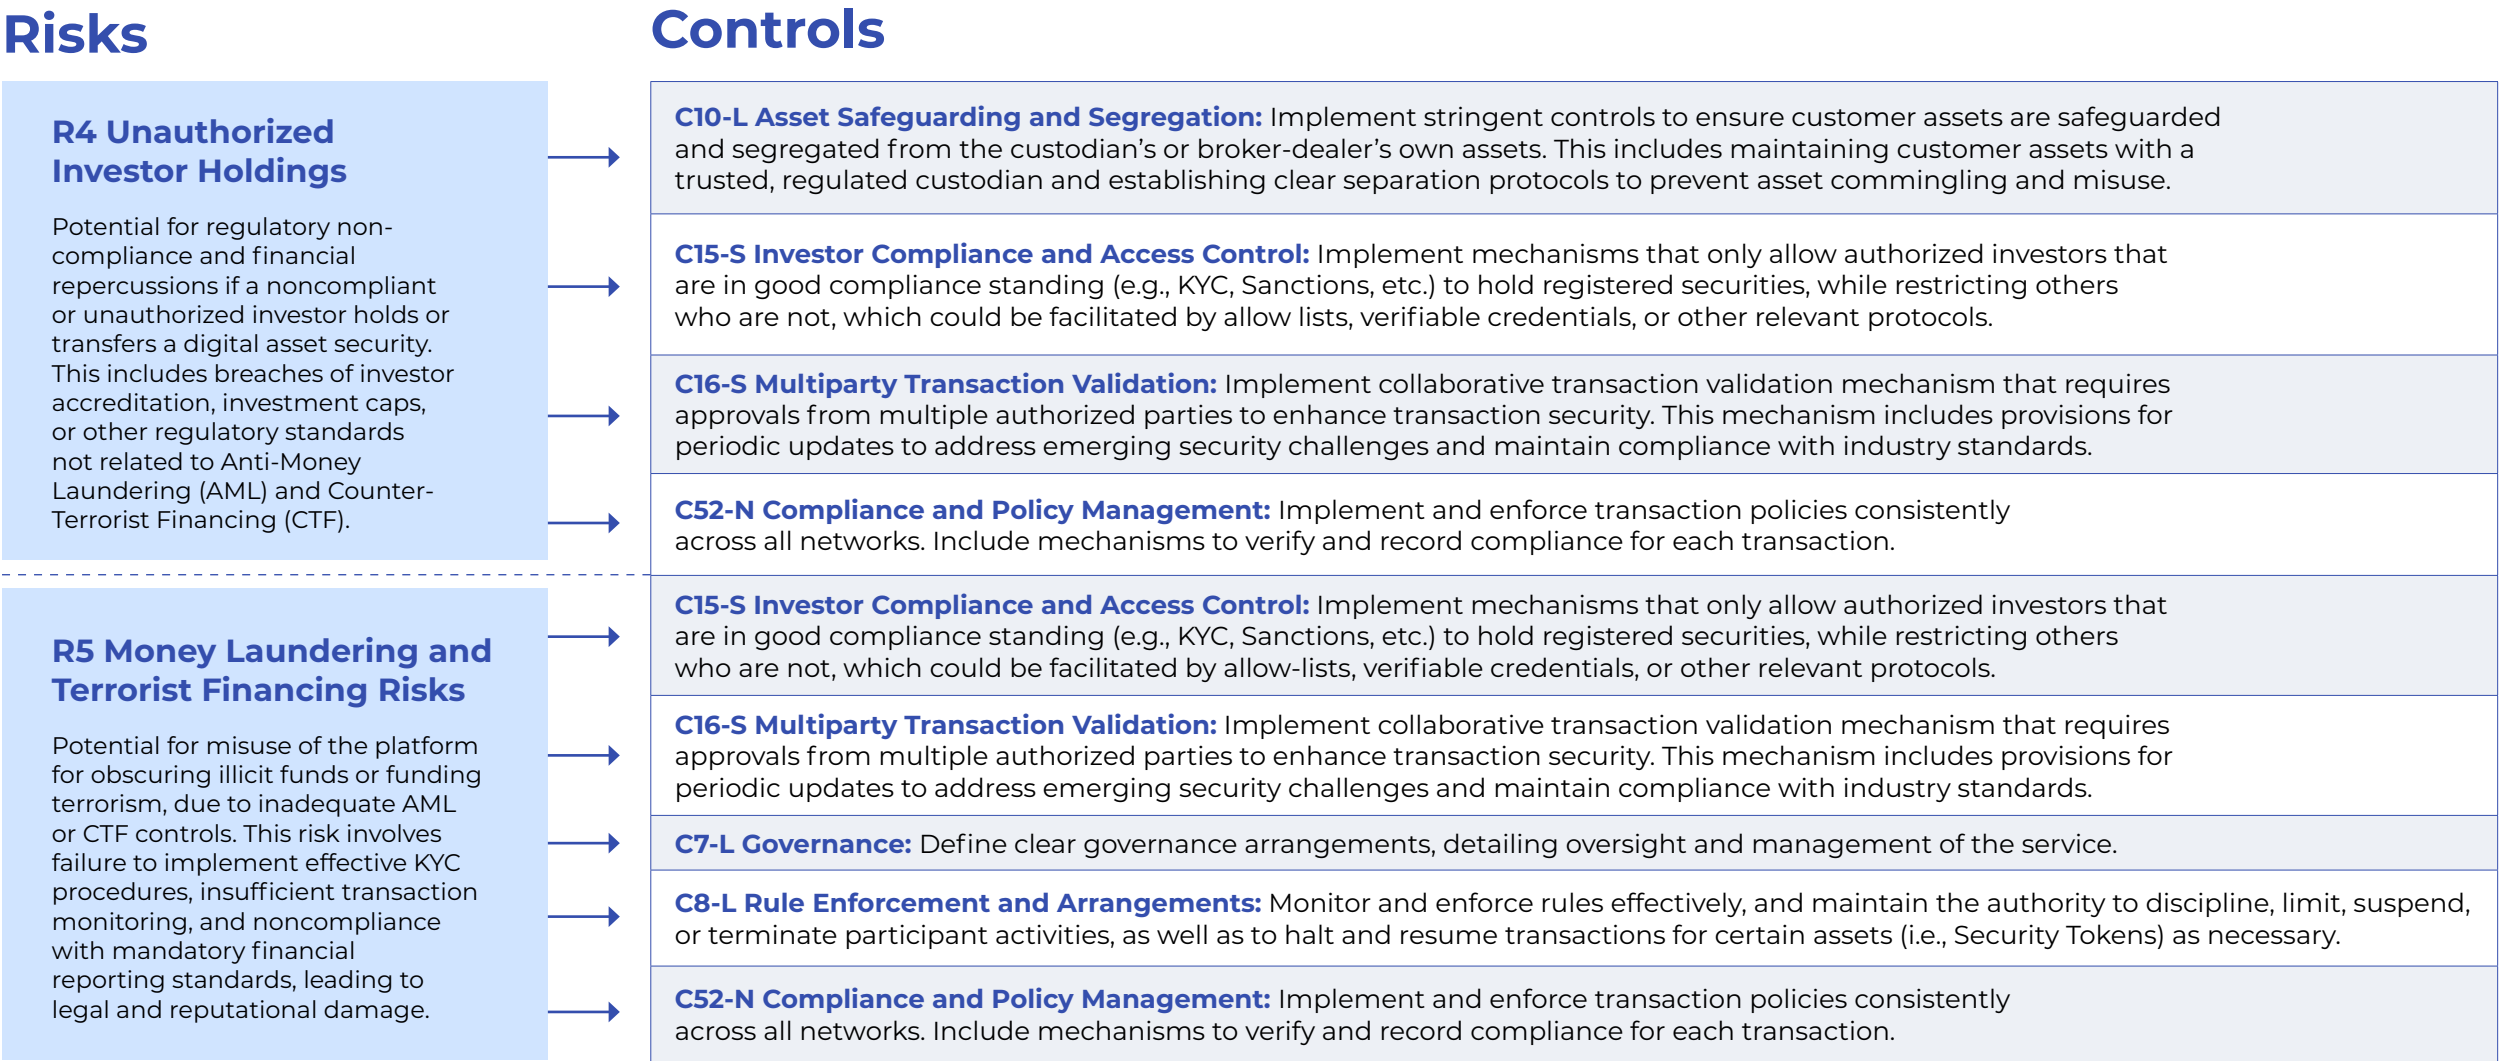 Risks
Controls
R4 Unauthorized
Investor Holdings
Potential for regulatory non-
compliance and financial
repercussions if a noncompliant
or unauthorized investor holds or
transfers a digital asset security.
This includes breaches of investor
accreditation, investment caps,
or other regulatory standards
not related to Anti-Money
Laundering (AML) and Counter-
Terrorist Financing (CTF).
C10-L Asset Safeguarding and Segregation: Implement stringent controls to ensure customer assets are safeguarded
and segregated from the custodian’s or broker-dealer’s own assets. This includes maintaining customer assets with a
trusted, regulated custodian and establishing clear separation protocols to prevent asset commingling and misuse.
C15-S Investor Compliance and Access Control: Implement mechanisms that only allow authorized investors that
are in good compliance standing (e.g., KYC, Sanctions, etc.) to hold registered securities, while restricting others
who are not, which could be facilitated by allow lists, verifiable credentials, or other relevant protocols.
C16-S Multiparty Transaction Validation: Implement collaborative transaction validation mechanism that requires
approvals from multiple authorized parties to enhance transaction security. This mechanism includes provisions for
periodic updates to address emerging security challenges and maintain compliance with industry standards.
C52-N Compliance and Policy Management: Implement and enforce transaction policies consistently
across all networks. Include mechanisms to verify and record compliance for each transaction.
R5 Money Laundering and
Terrorist Financing Risks
Potential for misuse of the platform
for obscuring illicit funds or funding
terrorism, due to inadequate AML
or CTF controls. This risk involves
failure to implement effective KYC
procedures, insufficient transaction
monitoring, and noncompliance
with mandatory financial
reporting standards, leading to
legal and reputational damage.
C15-S Investor Compliance and Access Control: Implement mechanisms that only allow authorized investors that
are in good compliance standing (e.g., KYC, Sanctions, etc.) to hold registered securities, while restricting others
who are not, which could be facilitated by allow-lists, verifiable credentials, or other relevant protocols.
C16-S Multiparty Transaction Validation: Implement collaborative transaction validation mechanism that requires
approvals from multiple authorized parties to enhance transaction security. This mechanism includes provisions for
periodic updates to address emerging security challenges and maintain compliance with industry standards.
C7-L Governance: Define clear governance arrangements, detailing oversight and management of the service.
C8-L Rule Enforcement and Arrangements: Monitor and enforce rules effectively, and maintain the authority to discipline, limit, suspend,
or terminate participant activities, as well as to halt and resume transactions for certain assets (i.e., Security Tokens) as necessary.
C52-N Compliance and Policy Management: Implement and enforce transaction policies consistently
across all networks. Include mechanisms to verify and record compliance for each transaction.